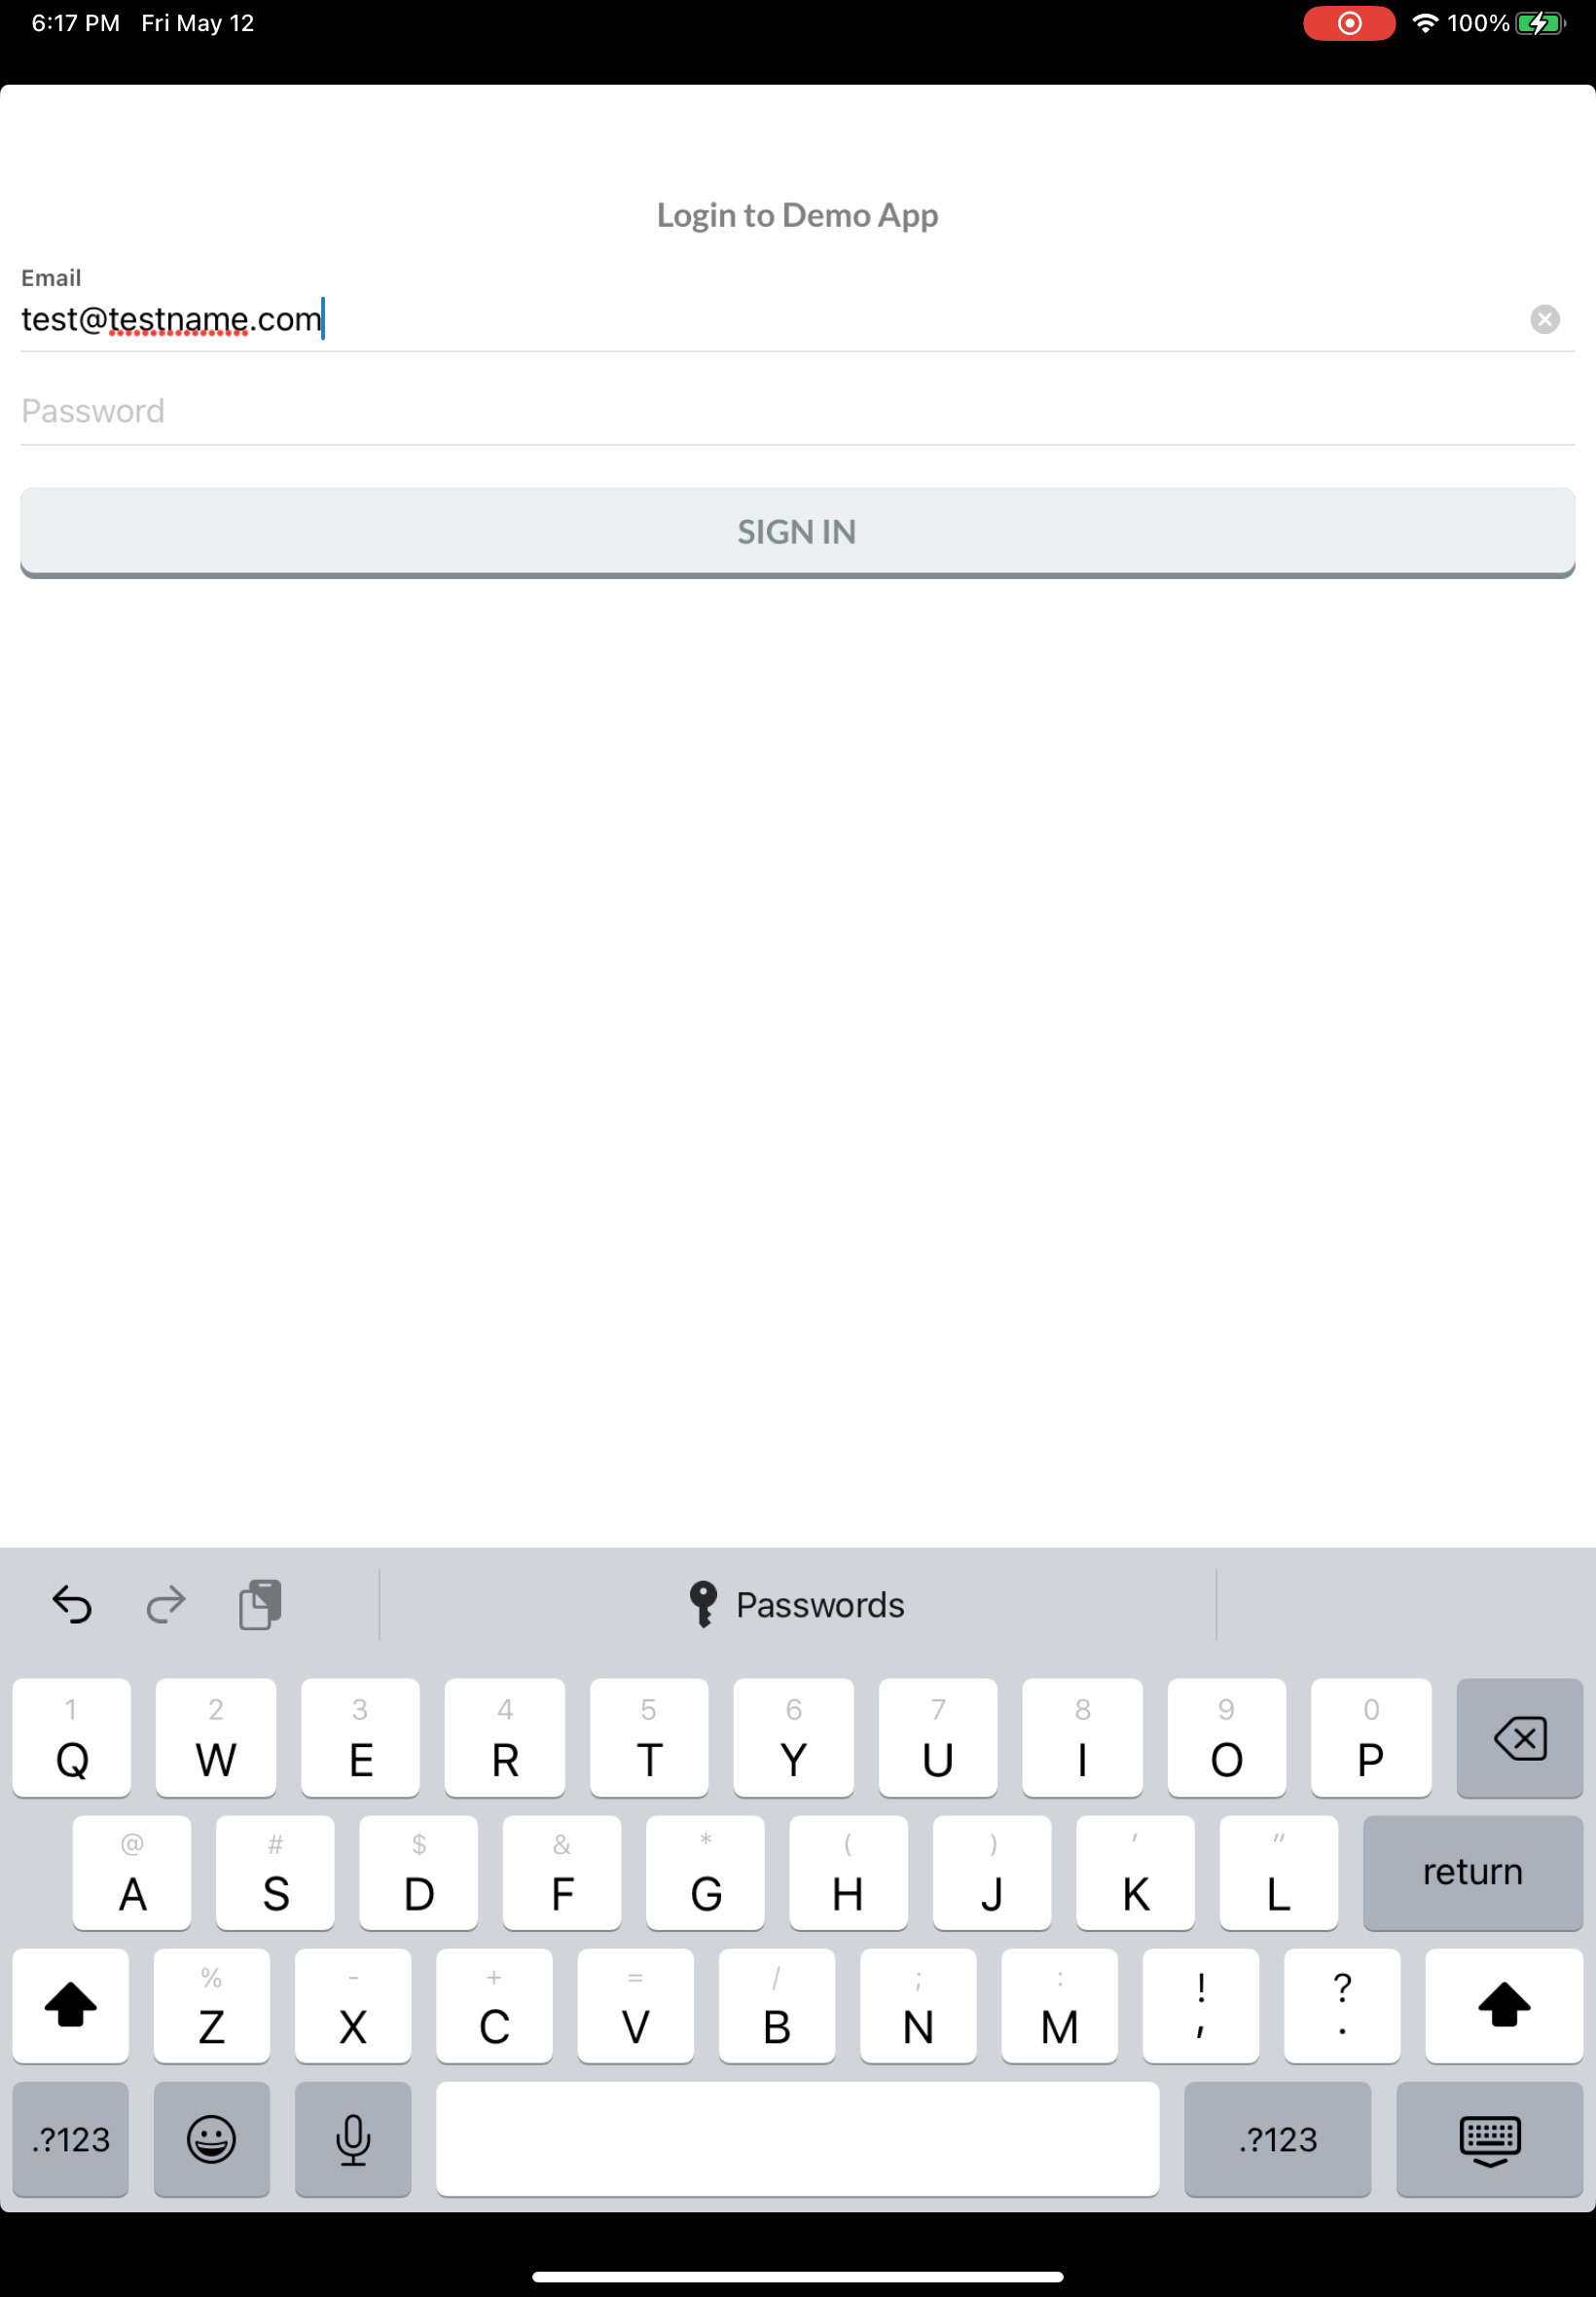 6:17 PM Fri May 12 100%
Login to Demo App
Email
test@testname.com
Password
SIGN IN
Passwords
1 2 3 4 5 6 7 8 9 0
Q W E R T Y U I O P
@ # $ & * ( ) ' "
A S D F G H J K L return
% - + = / ; : ! ?
Z X C V B N M , .
.?123 .?123